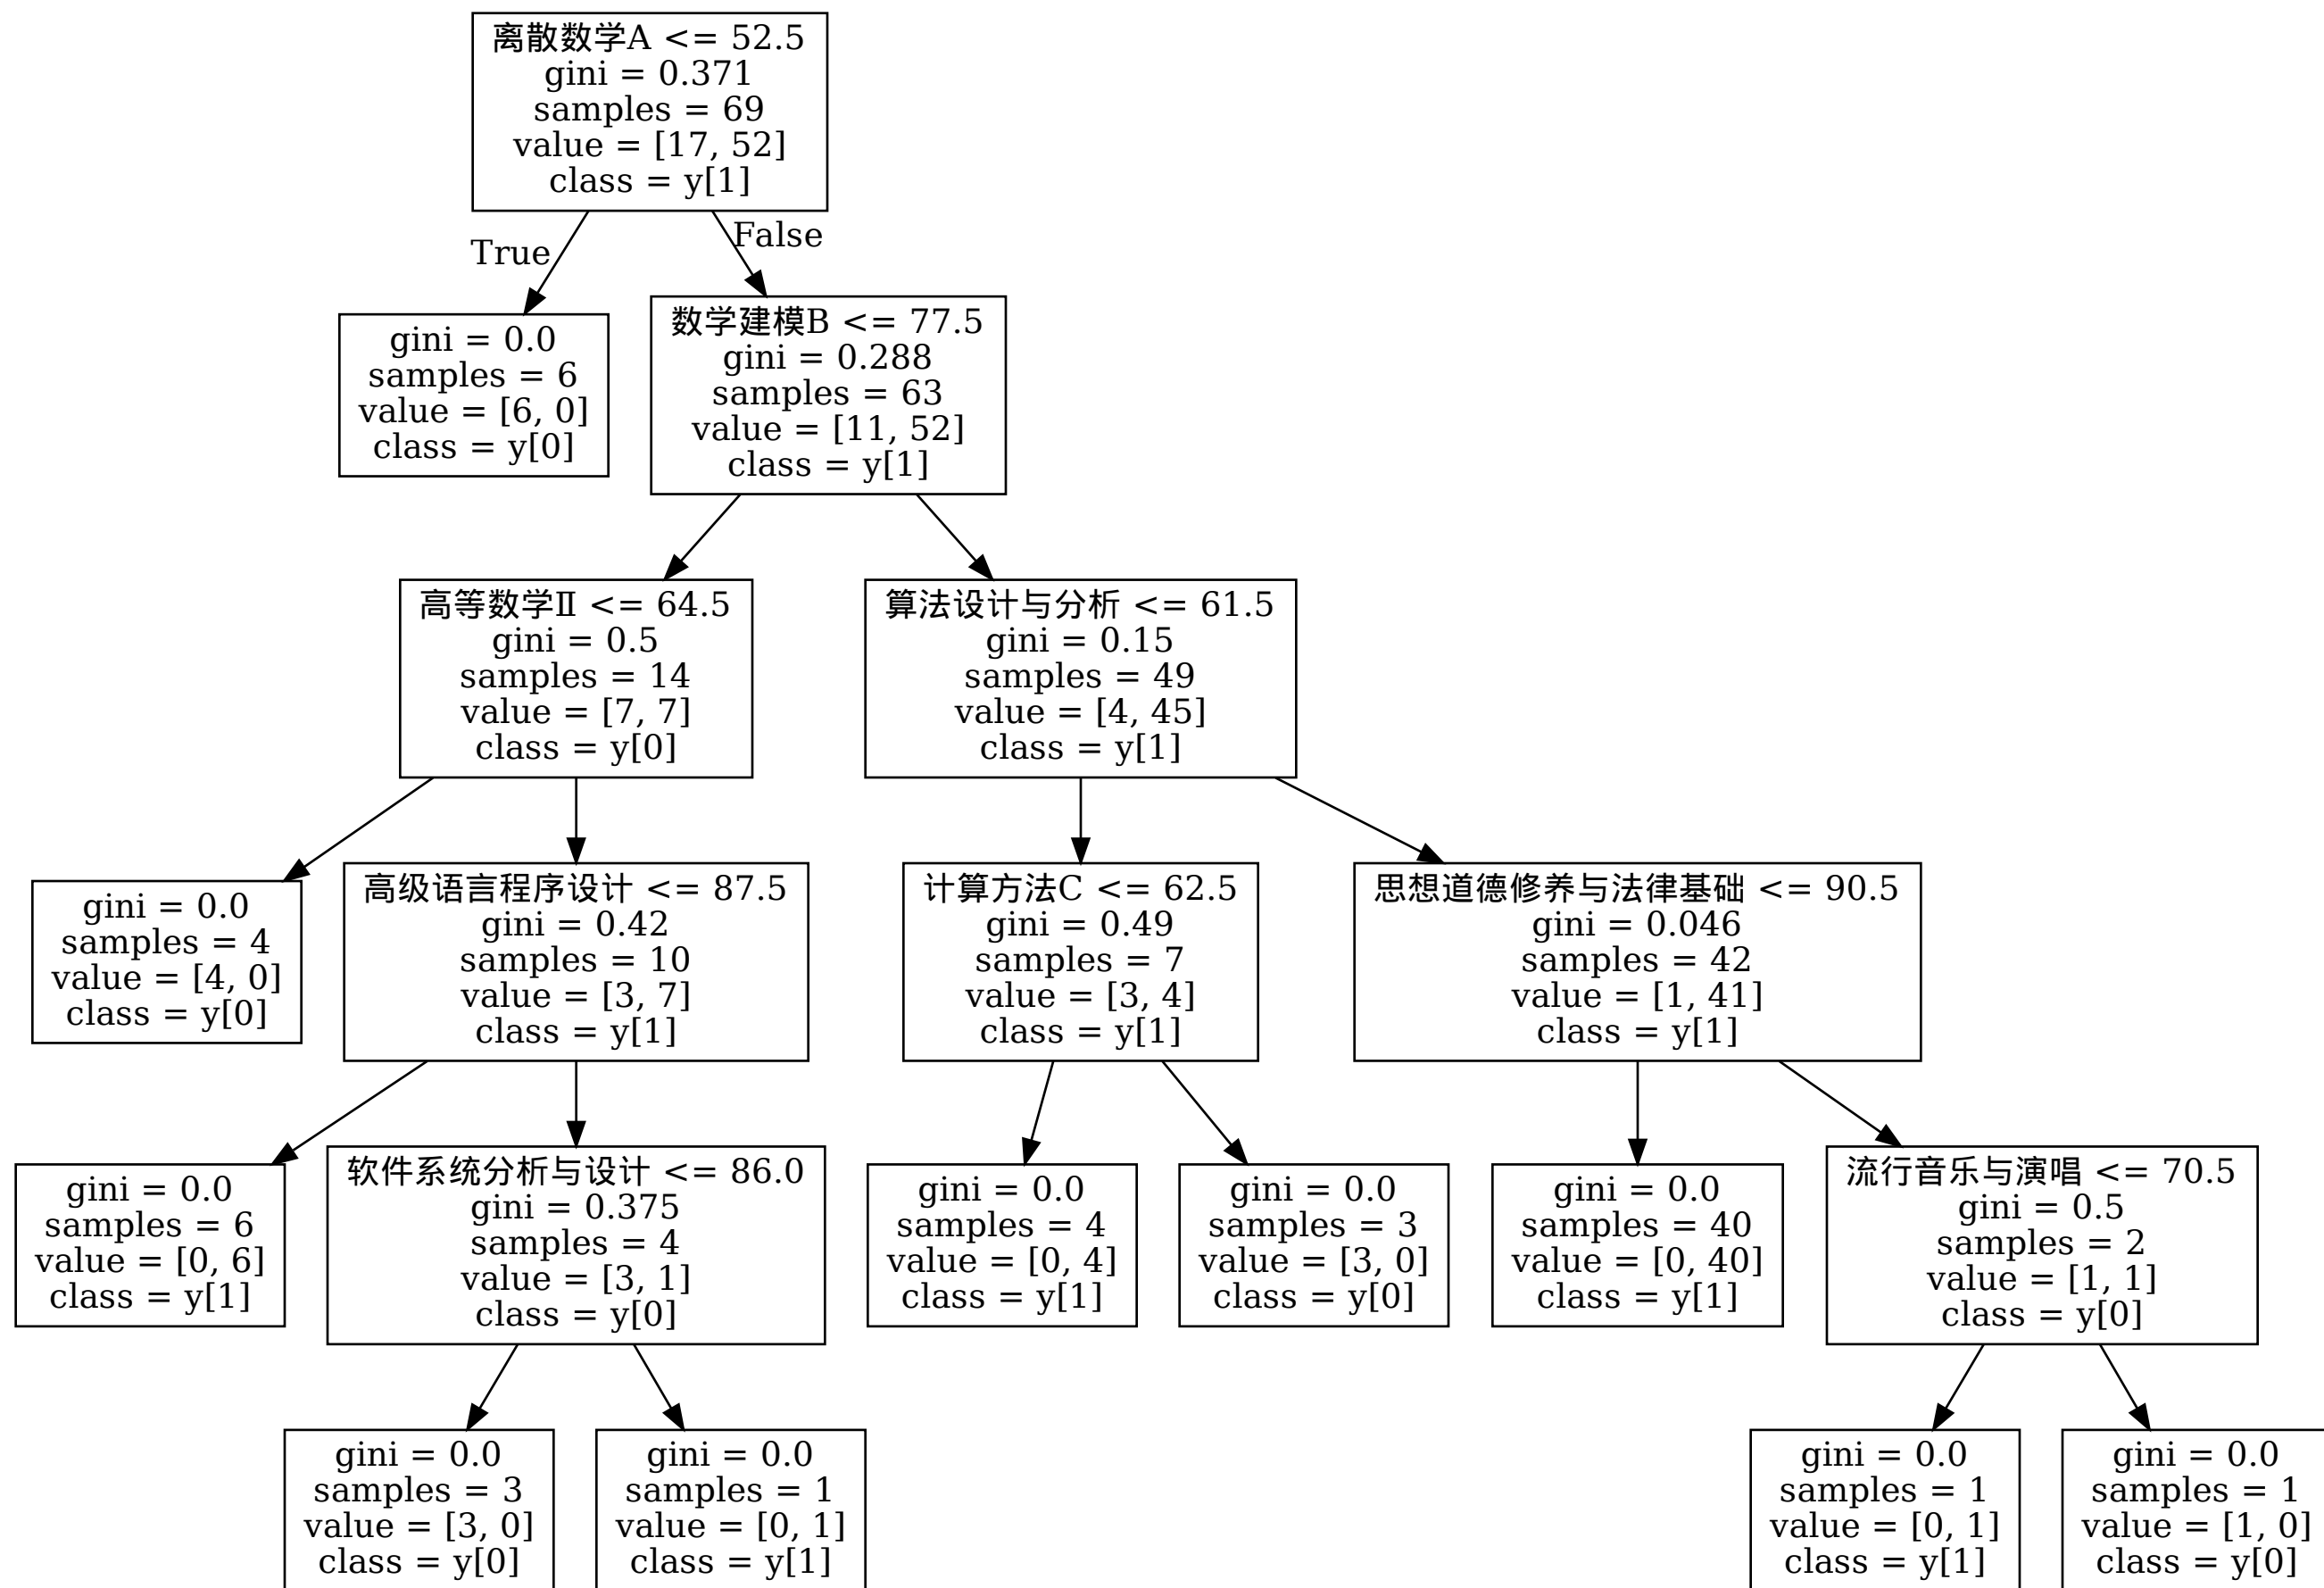 离散数学A <= 52.5
gini = 0.371
samples = 69
value = [17, 52]
class = y[1]
True
False
gini = 0.0
samples = 6
value = [6, 0]
class = y[0]
数学建模B <= 77.5
gini = 0.288
samples = 63
value = [11, 52]
class = y[1]
高等数学Ⅱ <= 64.5
gini = 0.5
samples = 14
value = [7, 7]
class = y[0]
算法设计与分析 <= 61.5
gini = 0.15
samples = 49
value = [4, 45]
class = y[1]
gini = 0.0
samples = 4
value = [4, 0]
class = y[0]
高级语言程序设计 <= 87.5
gini = 0.42
samples = 10
value = [3, 7]
class = y[1]
计算方法C <= 62.5
gini = 0.49
samples = 7
value = [3, 4]
class = y[1]
思想道德修养与法律基础 <= 90.5
gini = 0.046
samples = 42
value = [1, 41]
class = y[1]
gini = 0.0
samples = 6
value = [0, 6]
class = y[1]
软件系统分析与设计 <= 86.0
gini = 0.375
samples = 4
value = [3, 1]
class = y[0]
gini = 0.0
samples = 4
value = [0, 4]
class = y[1]
gini = 0.0
samples = 3
value = [3, 0]
class = y[0]
gini = 0.0
samples = 40
value = [0, 40]
class = y[1]
流行音乐与演唱 <= 70.5
gini = 0.5
samples = 2
value = [1, 1]
class = y[0]
gini = 0.0
samples = 3
value = [3, 0]
class = y[0]
gini = 0.0
samples = 1
value = [0, 1]
class = y[1]
gini = 0.0
samples = 1
value = [0, 1]
class = y[1]
gini = 0.0
samples = 1
value = [1, 0]
class = y[0]